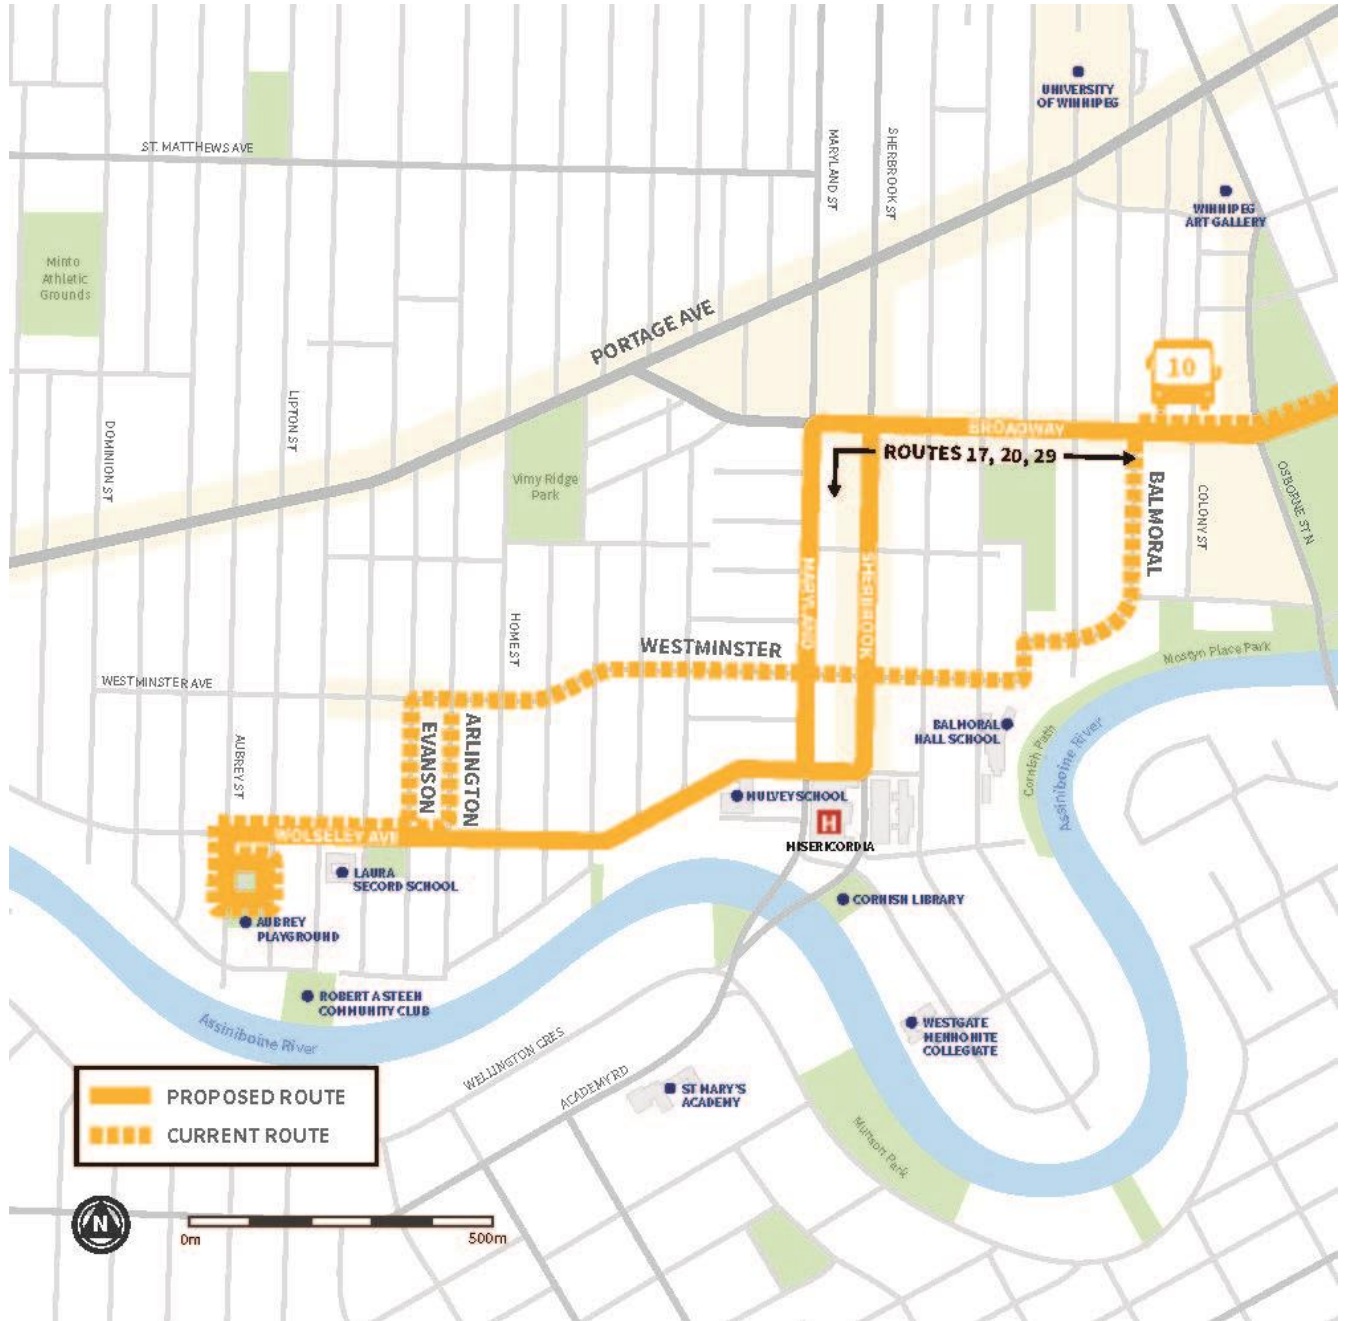 UNIVERSITY
OF WINNIPEG
ST. MATTHEWS AVE
MARYLAND ST
SHERBROOK ST
WINNIPEG
ART GALLERY
Minto
Athletic
Grounds
PORTAGE AVE
10
LIPTON ST
DOMINION ST
BROADWAY
ROUTES 17, 20, 29
Vimy Ridge
Park
BALMORAL
COLONY ST
OSBORNE ST N
MARYLAND
SHERBROOK
HOME ST
WESTMINSTER
Mostyn Place Park
WESTMINSTER AVE
AUBREY ST
EVANSON
ARLINGTON
BALMORAL
HALL SCHOOL
Cornish Path
Assiniboine River
MULVEY SCHOOL
H
MISERICORDIA
WOLSELEY AVE
LAURA
SECORD SCHOOL
CORNISH LIBRARY
AUBREY
PLAYGROUND
ROBERT A STEEN
COMMUNITY CLUB
Assiniboine River
WESTGATE
MENNONITE
COLLEGIATE
WELLINGTON CRES
ACADEMY RD
ST MARY'S
ACADEMY
Munson Park
PROPOSED ROUTE
CURRENT ROUTE
N
0m
500m